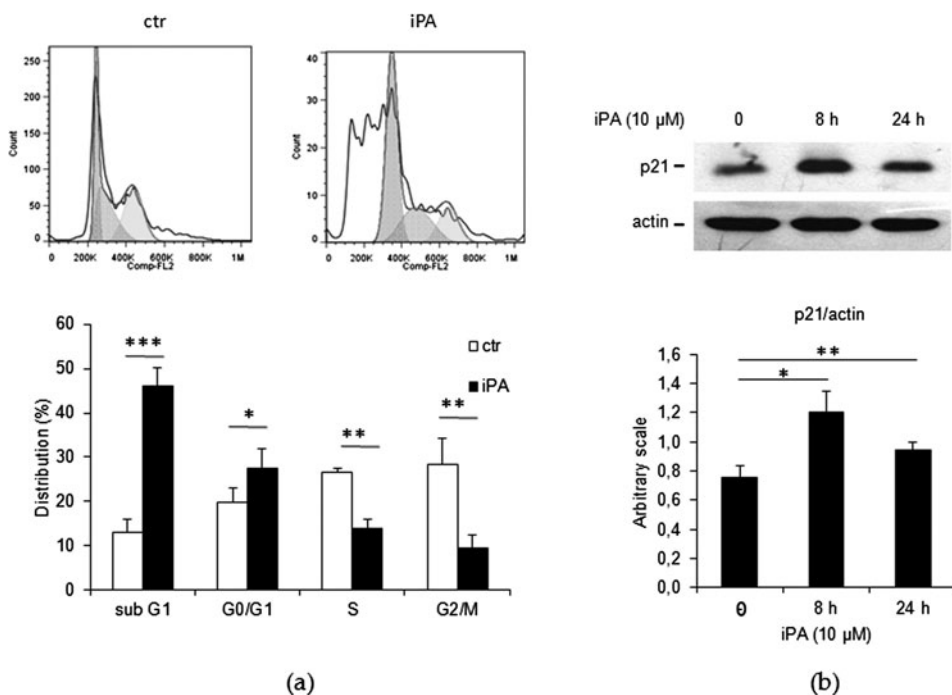 ctr
iPA
250
200
150
100
50
0
Count
0 200K 400K 600K 800K 1M
Comp-FL2
40
30
20
10
0
Count
0 200K 400K 600K 800K 1M
Comp-FL2
60
50
40
30
20
10
0
Distribution (%)
*** * ** **
ctr
iPA
sub G1 G0/G1 S G2/M
(a)
iPA (10 µM) 0 8 h 24 h
p21
actin
p21/actin
1,6
1,4
1,2
1,0
0,8
0,6
0,4
0,2
0,0
Arbitrary scale
**
*
0 8 h 24 h
iPA (10 µM)
(b)